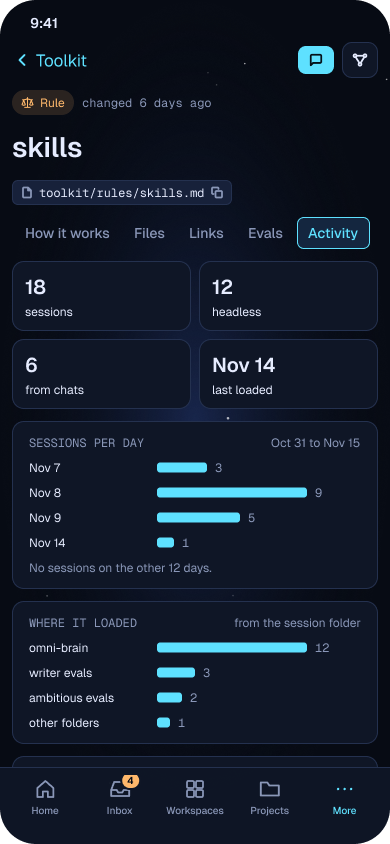 9:41
Toolkit
Rule changed 6 days ago
skills
toolkit/rules/skills.md
How it works Files Links Evals Activity
18 12
sessions headless
6 Nov 14
from chats last loaded
SESSIONS PER DAY Oct 31 to Nov 15
Nov 7 3
Nov 8 9
Nov 9 5
Nov 14 1
No sessions on the other 12 days.
WHERE IT LOADED from the session folder
omni-brain 12
writer evals 3
ambitious evals 2
other folders 1
4
Home Inbox Workspaces Projects More